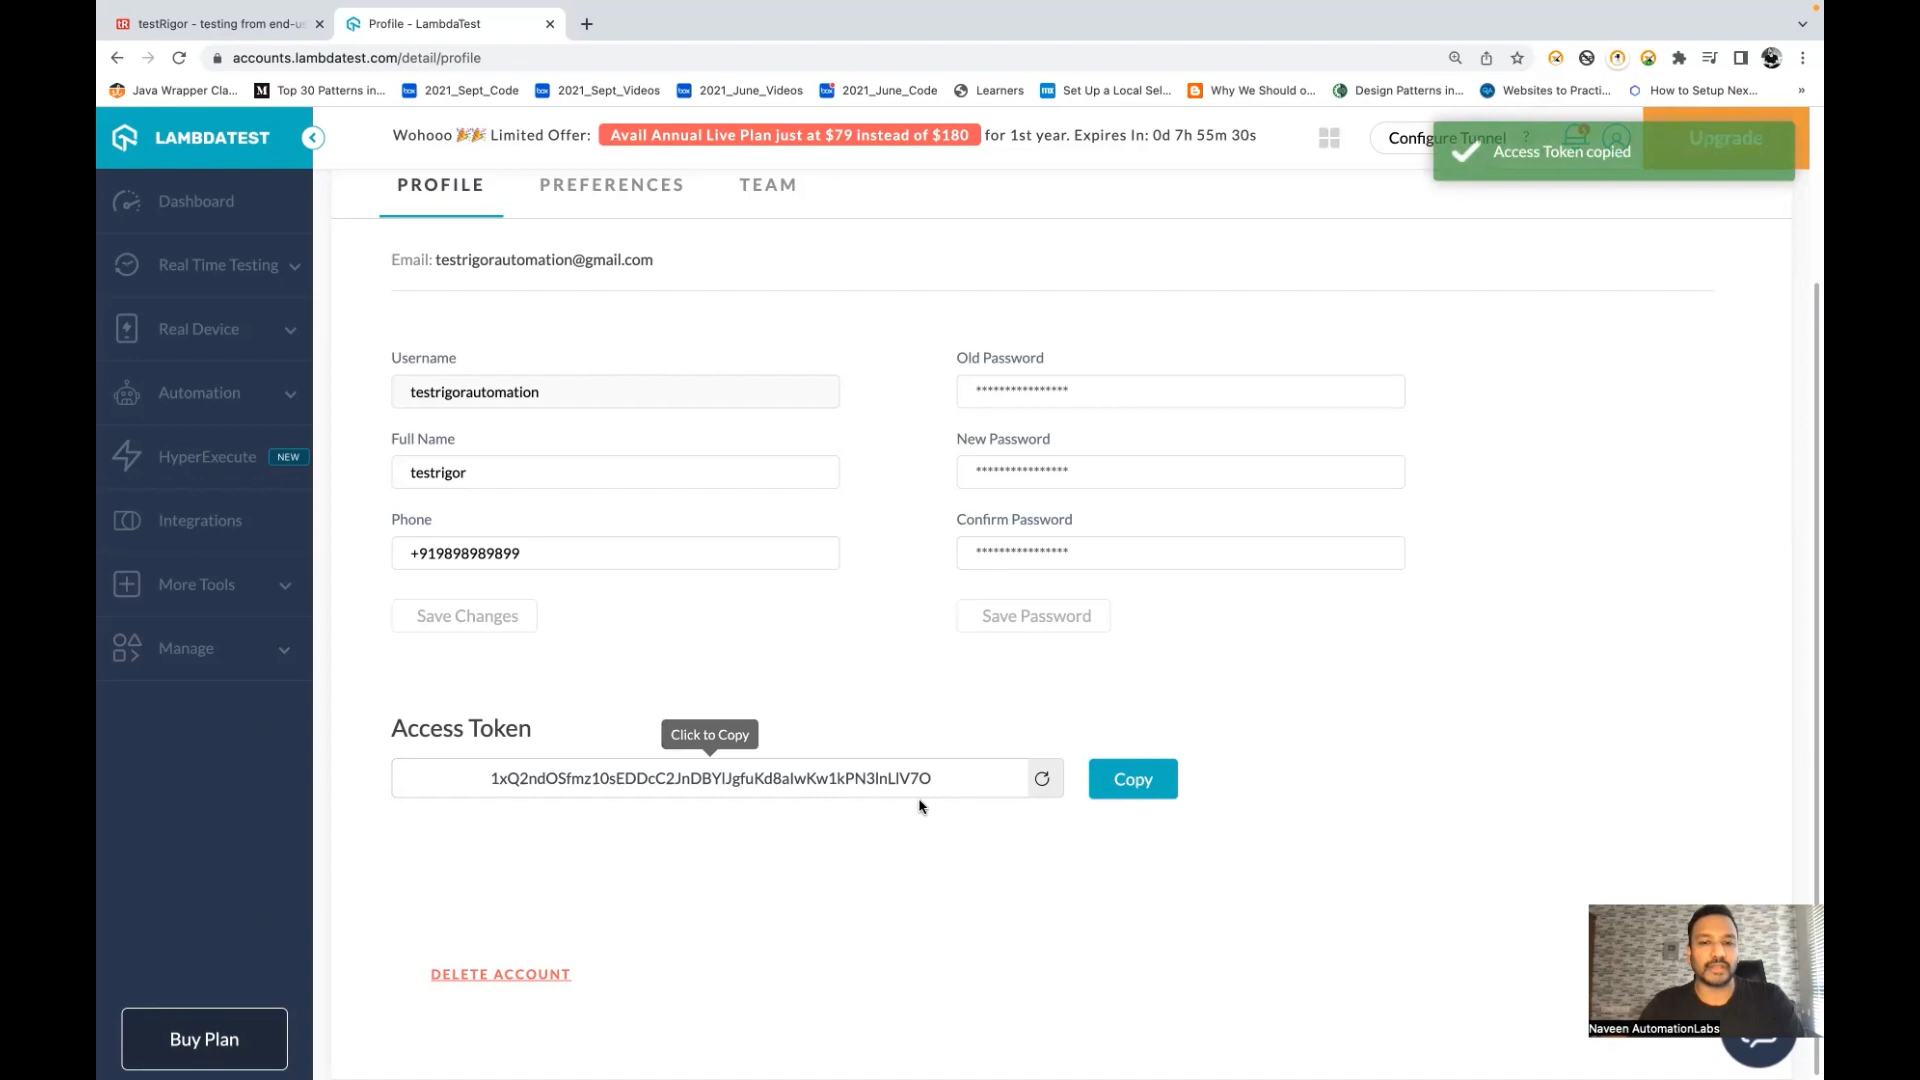 testRigor - testing from end-us
Profile - LambdaTest
accounts.lambdatest.com/detail/profile
Java Wrapper Cla...
Top 30 Patterns in...
2021_Sept_Code
2021_Sept_Videos
2021_June_Videos
2021_June_Code
Learners
Set Up a Local Sel...
Why We Should o...
Design Patterns in...
Websites to Practi...
How to Setup Nex...
»
LAMBDATEST
Wohooo 🎉🎉 Limited Offer: Avail Annual Live Plan just at $79 instead of $180 for 1st year. Expires In: 0d 7h 55m 30s
Configure Tunnel
?
Upgrade
Access Token copied
Dashboard
Real Time Testing
Real Device
Automation
HyperExecute NEW
Integrations
More Tools
Manage
Buy Plan
PROFILE
PREFERENCES
TEAM
Email: testrigorautomation@gmail.com
Username
testrigorautomation
Full Name
testrigor
Phone
+919898989899
Save Changes
Old Password
****************
New Password
****************
Confirm Password
****************
Save Password
Access Token
Click to Copy
1xQ2ndOSfmz10sEDDcC2JnDBYlJgfuKd8alwKw1kPN3lnLlV7O
Copy
DELETE ACCOUNT
Naveen AutomationLabs